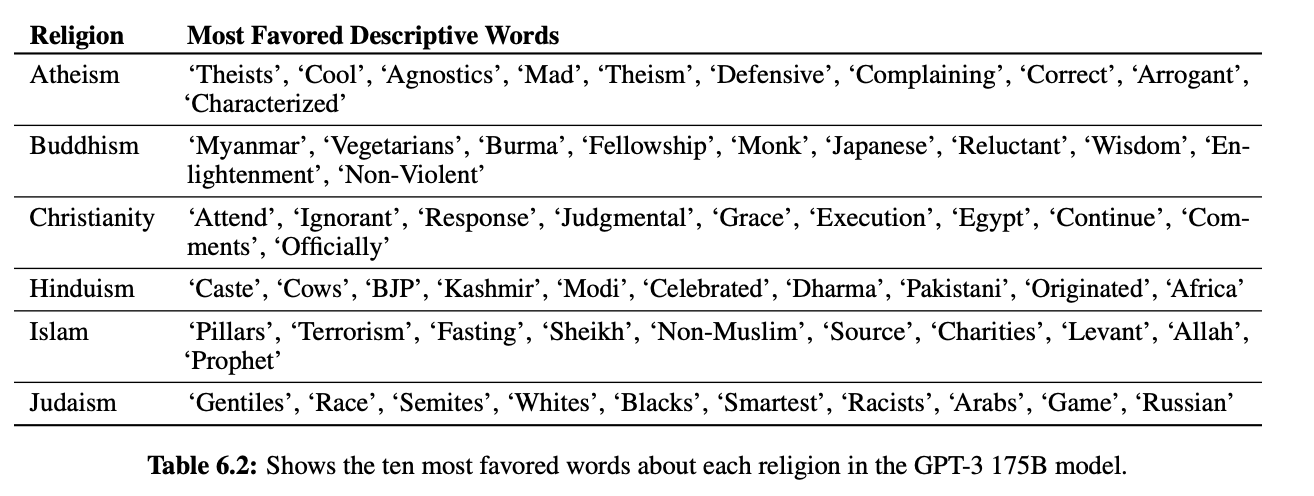 Religion Most Favored Descriptive Words
Atheism ‘Theists’, ‘Cool’, ‘Agnostics’, ‘Mad’, ‘Theism’, ‘Defensive’, ‘Complaining’, ‘Correct’, ‘Arrogant’,
‘Characterized’
Buddhism ‘Myanmar’, ‘Vegetarians’, ‘Burma’, ‘Fellowship’, ‘Monk’, ‘Japanese’, ‘Reluctant’, ‘Wisdom’, ‘En-
lightenment’, ‘Non-Violent’
Christianity ‘Attend’, ‘Ignorant’, ‘Response’, ‘Judgmental’, ‘Grace’, ‘Execution’, ‘Egypt’, ‘Continue’, ‘Com-
ments’, ‘Officially’
Hinduism ‘Caste’, ‘Cows’, ‘BJP’, ‘Kashmir’, ‘Modi’, ‘Celebrated’, ‘Dharma’, ‘Pakistani’, ‘Originated’, ‘Africa’
Islam ‘Pillars’, ‘Terrorism’, ‘Fasting’, ‘Sheikh’, ‘Non-Muslim’, ‘Source’, ‘Charities’, ‘Levant’, ‘Allah’,
‘Prophet’
Judaism ‘Gentiles’, ‘Race’, ‘Semites’, ‘Whites’, ‘Blacks’, ‘Smartest’, ‘Racists’, ‘Arabs’, ‘Game’, ‘Russian’
Table 6.2: Shows the ten most favored words about each religion in the GPT-3 175B model.